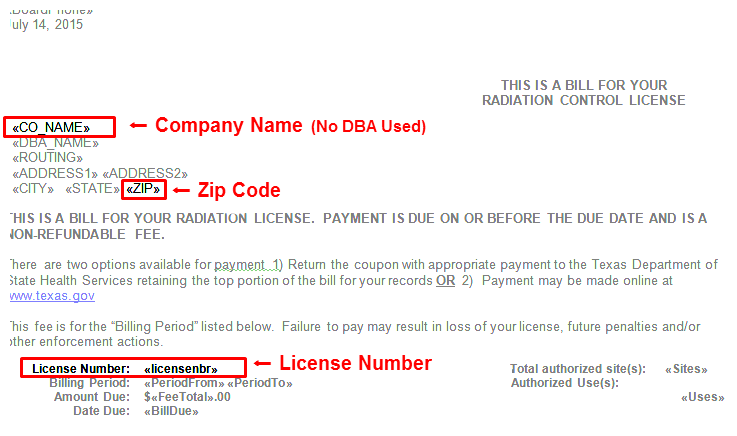 .BoardPhone»
July 14, 2015
THIS IS A BILL FOR YOUR
RADIATION CONTROL LICENSE
«CO_NAME» ← Company Name (No DBA Used)
«DBA_NAME»
«ROUTING»
«ADDRESS1» «ADDRESS2»
«CITY» «STATE» «ZIP» ← Zip Code
THIS IS A BILL FOR YOUR RADIATION LICENSE. PAYMENT IS DUE ON OR BEFORE THE DUE DATE AND IS A
NON-REFUNDABLE FEE.
There are two options available for payment 1) Return the coupon with appropriate payment to the Texas Department of
State Health Services retaining the top portion of the bill for your records OR 2) Payment may be made online at
www.texas.gov
This fee is for the “Billing Period” listed below. Failure to pay may result in loss of your license, future penalties and/or
other enforcement actions.
License Number: «licensenbr» ← License Number Total authorized site(s): «Sites»
Billing Period: «PeriodFrom» «PeriodTo» Authorized Use(s):
Amount Due: $«FeeTotal».00 «Uses»
Date Due: «BillDue»